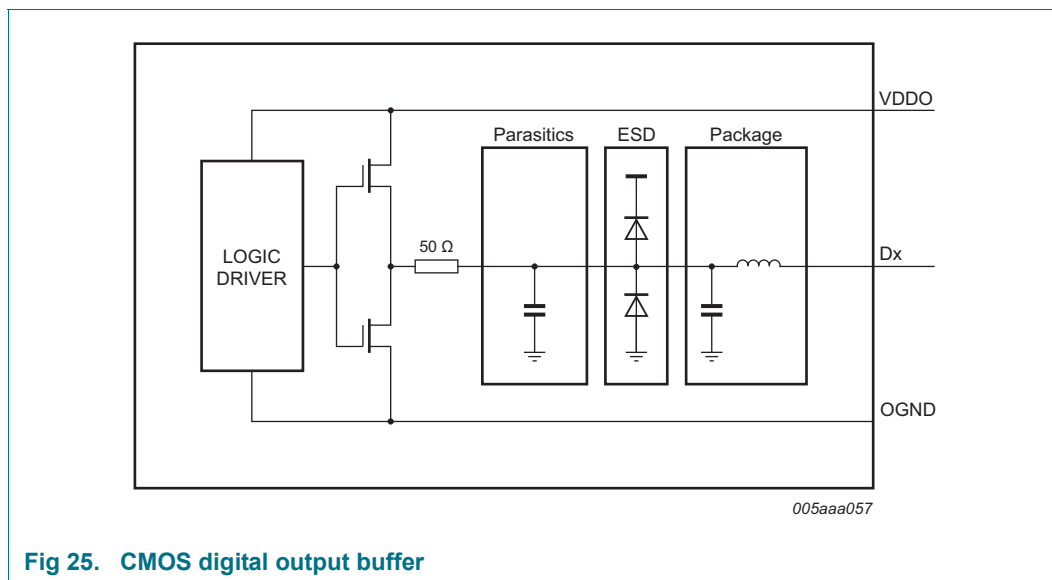 VDDO
Parasitics
ESD
Package
50 Ω
LOGIC
DRIVER
Dx
OGND
005aaa057
Fig 25. CMOS digital output buffer